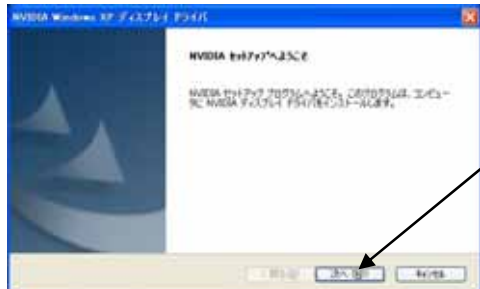 NVIDIA Windows XP ディスプレイ ドライバ
NVIDIA セットアップへようこそ
NVIDIA セットアップ プログラムへようこそ。このプログラムは、コンピュー
タに NVIDIA ディスプレイ ドライバをインストールします。
< 戻る(B) 次へ(N) > キャンセル